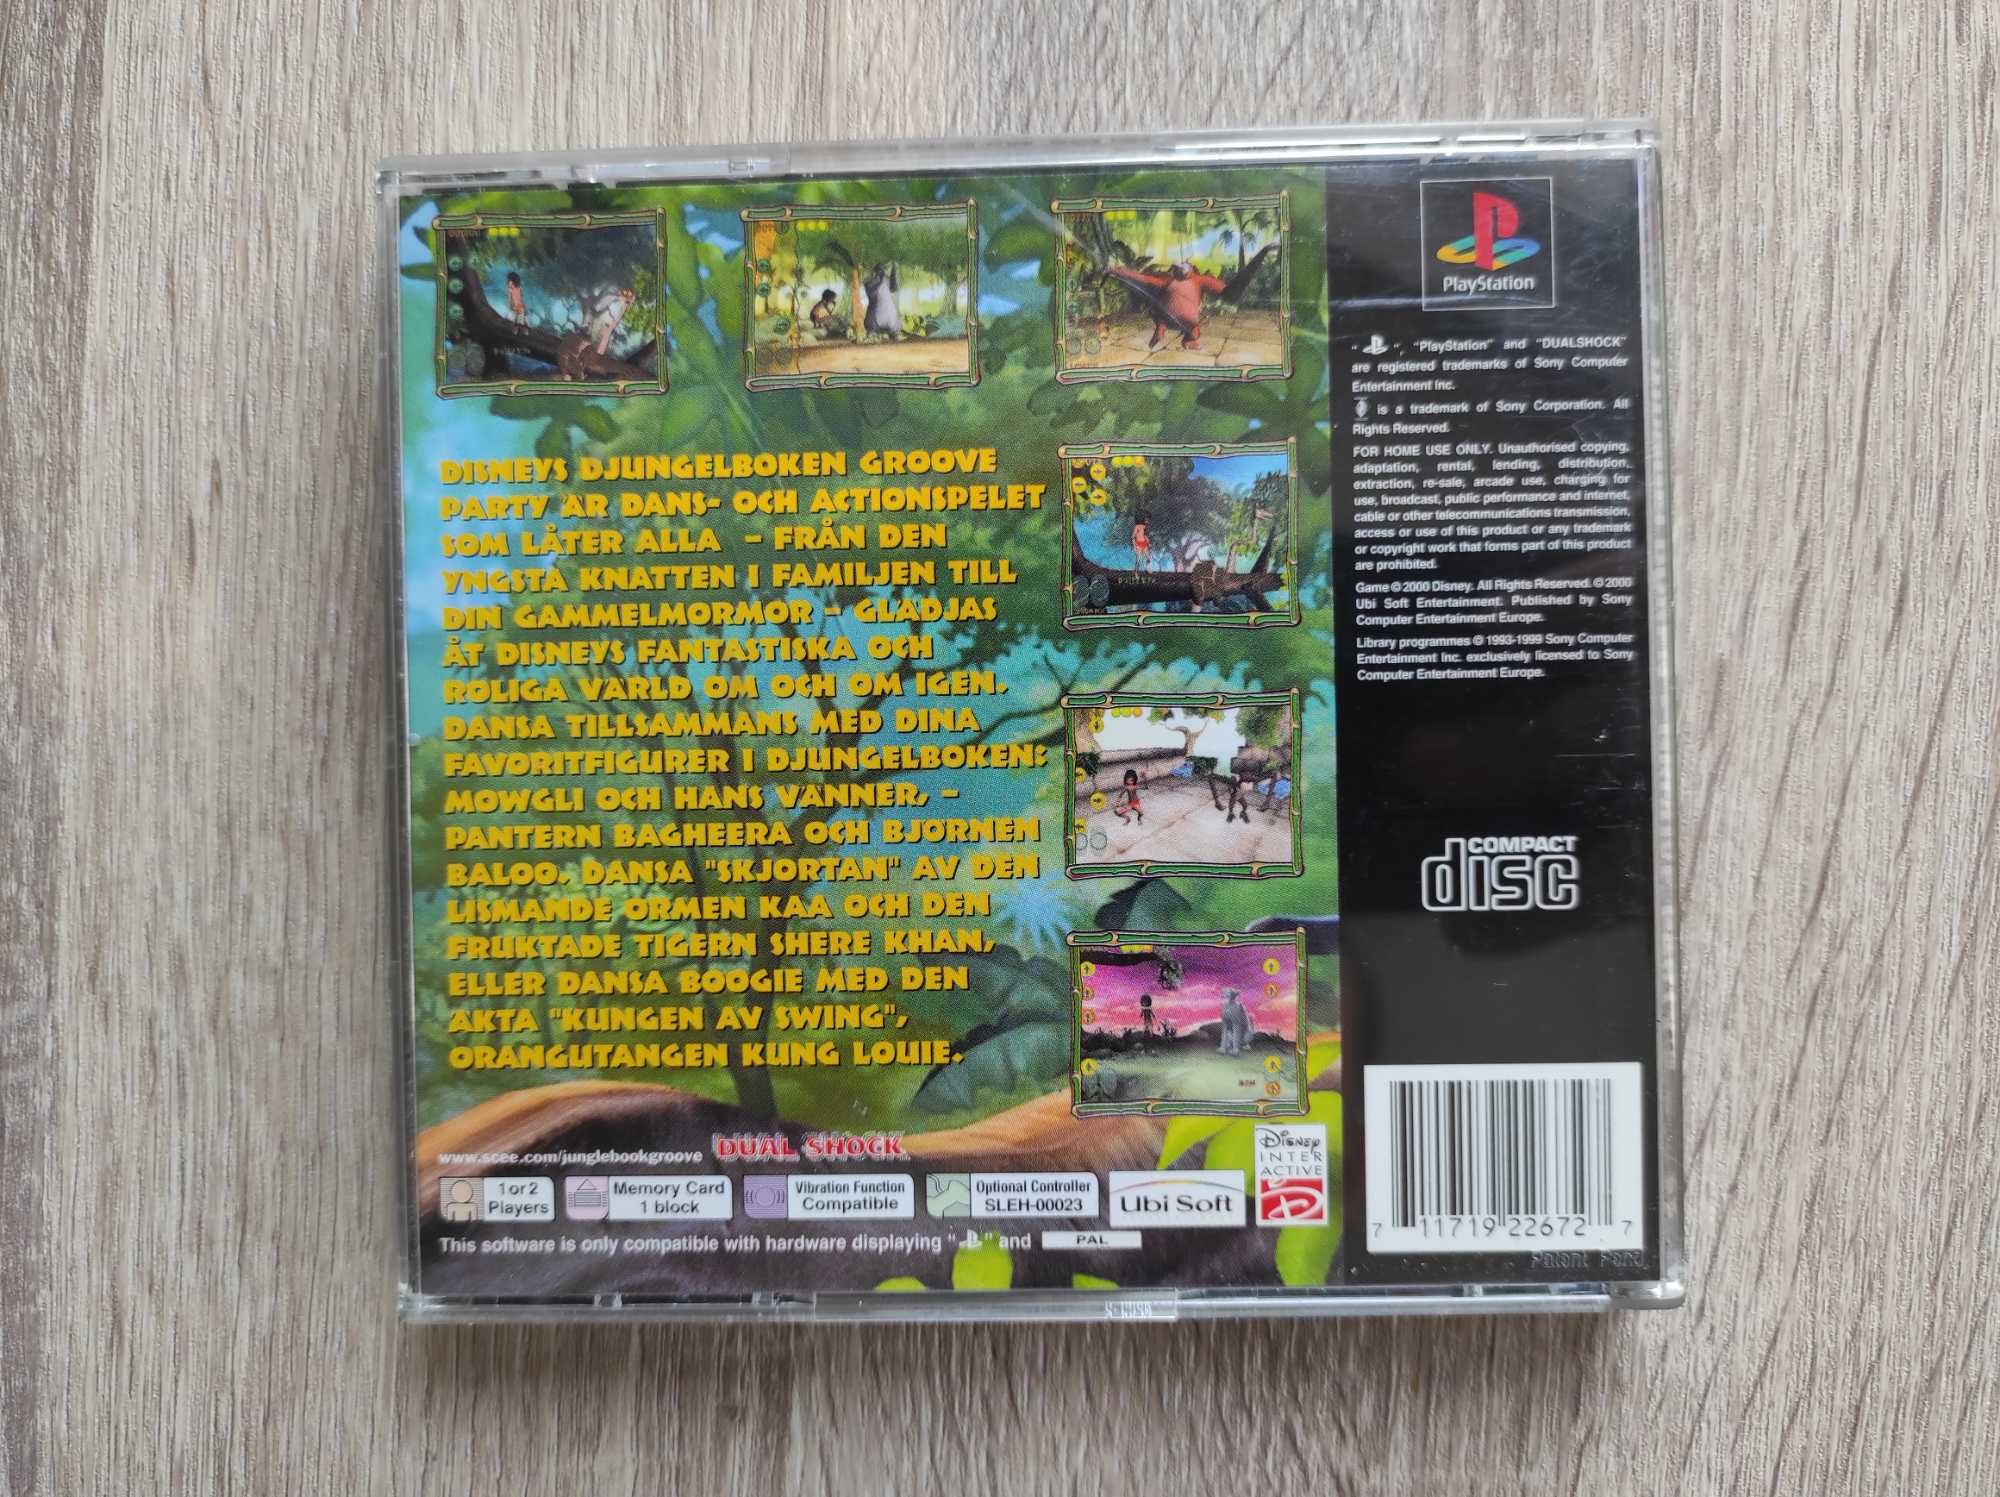 DISNEYS DJUNGELBOKEN GROOVE
PARTY ÄR DANS- OCH ACTIONSPELET
SOM LÅTER ALLA - FRÅN DEN
YNGSTA KNATTEN I FAMILJEN TILL
DIN GAMMELMORMOR - GLÄDJAS
ÅT DISNEYS FANTASTISKA OCH
ROLIGA VÄRLD OM OCH OM IGEN.
DANSA TILLSAMMANS MED DINA
FAVORITFIGURER I DJUNGELBOKEN:
MOWGLI OCH HANS VÄNNER, -
PANTERN BAGHEERA OCH BJÖRNEN
BALOO. DANSA "SKJORTAN" AV DEN
LISMANDE ORMEN KAA OCH DEN
FRUKTADE TIGERN SHERE KHAN,
ELLER DANSA BOOGIE MED DEN
ÄKTA "KUNGEN AV SWING",
ORANGUTANGEN KUNG LOUIE.
www.scee.com/junglebookgroove
DUAL SHOCK
1 or 2
Players
Memory Card
1 block
Vibration Function
Compatible
Optional Controller
SLEH-00023
Ubi Soft
Disney
INTER
ACTIVE
This software is only compatible with hardware displaying " " and PAL
PlayStation
" ", "PlayStation" and "DUALSHOCK"
are registered trademarks of Sony Computer
Entertainment Inc.
is a trademark of Sony Corporation. All
Rights Reserved.
FOR HOME USE ONLY. Unauthorised copying,
adaptation, rental, lending, distribution,
extraction, re-sale, arcade use, charging for
use, broadcast, public performance and internet,
cable or other telecommunications transmission,
access or use of this product or any trademark
or copyright work that forms part of this product
are prohibited.
Game © 2000 Disney. All Rights Reserved. © 2000
Ubi Soft Entertainment. Published by Sony
Computer Entertainment Europe.
Library programmes © 1993-1999 Sony Computer
Entertainment Inc. exclusively licensed to Sony
Computer Entertainment Europe.
COMPACT
disc
7 11719 22672 7
Patent Pend